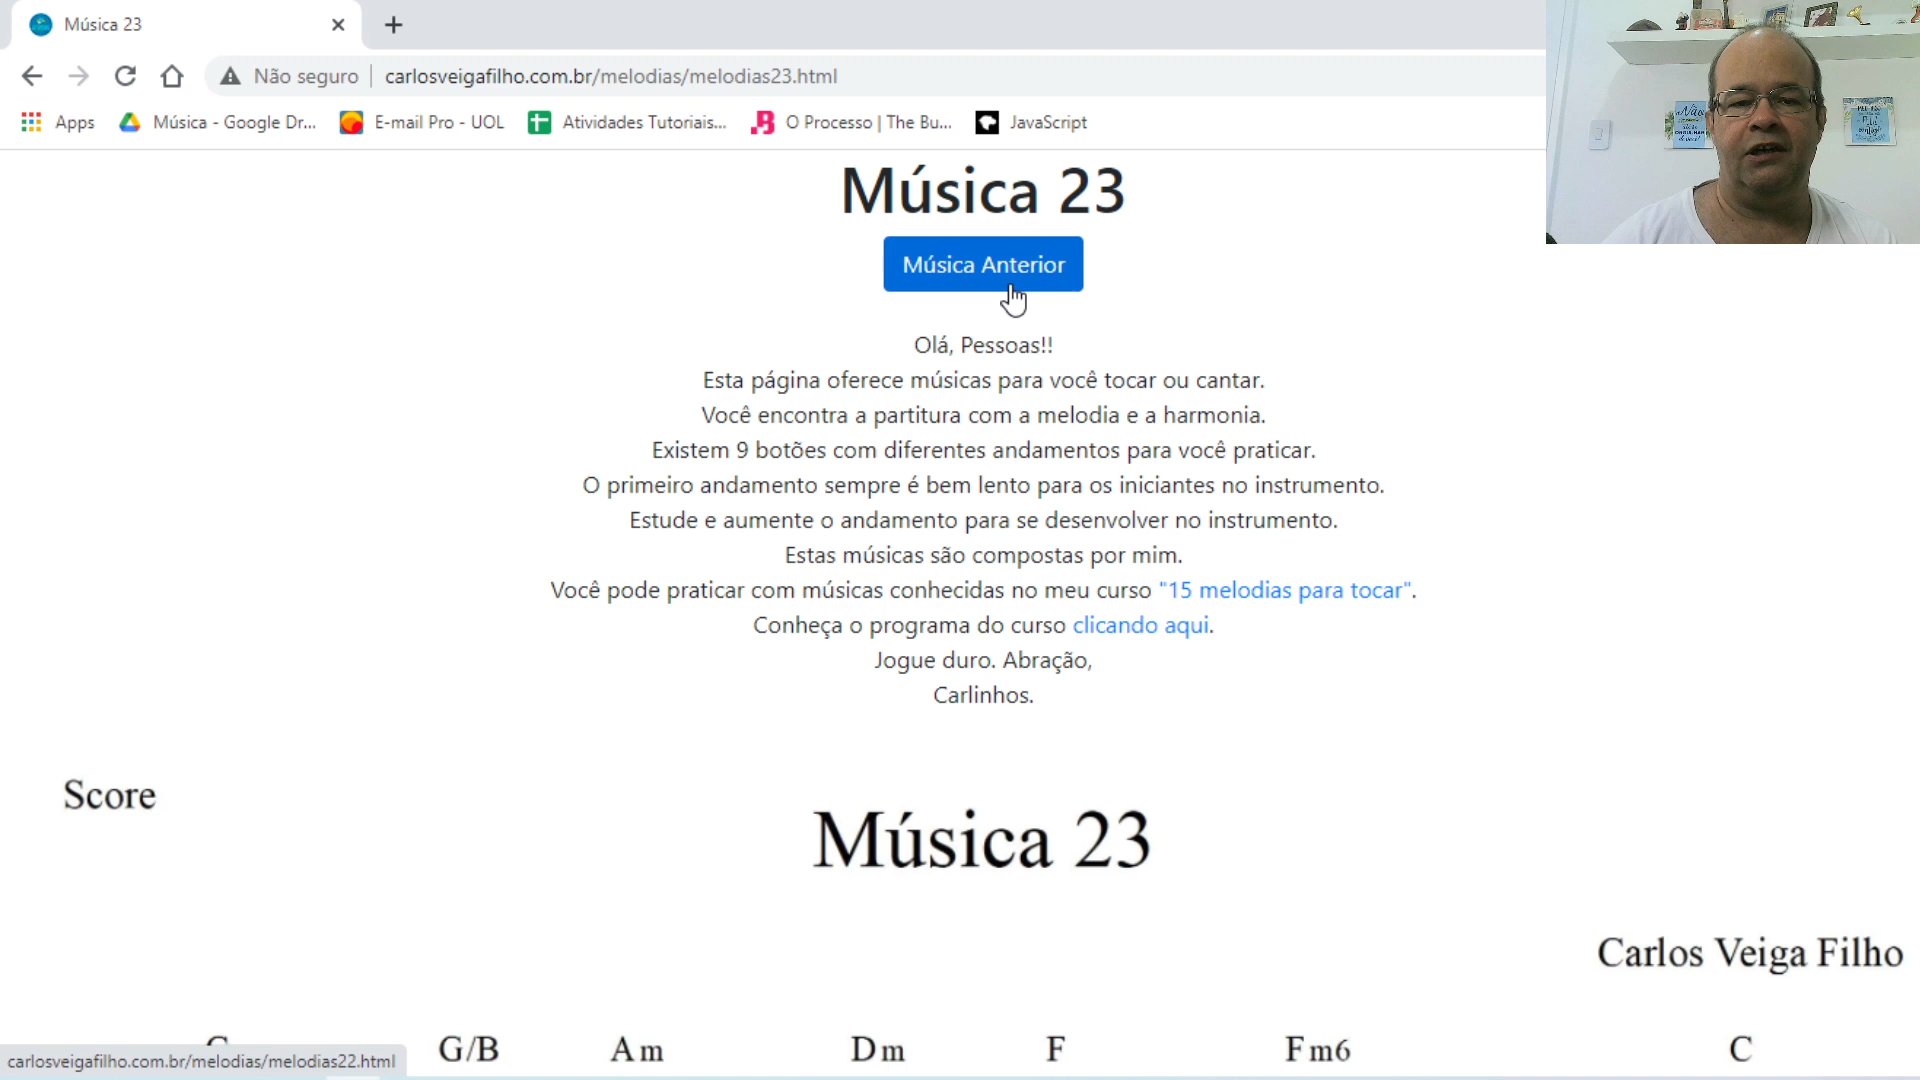 Música 23
Não seguro
carlosveigafilho.com.br/melodias/melodias23.html
Apps
Música - Google Dr...
E-mail Pro - UOL
Atividades Tutoriais...
O Processo | The Bu...
JavaScript
Música 23
Música Anterior
Olá, Pessoas!!
Esta página oferece músicas para você tocar ou cantar.
Você encontra a partitura com a melodia e a harmonia.
Existem 9 botões com diferentes andamentos para você praticar.
O primeiro andamento sempre é bem lento para os iniciantes no instrumento.
Estude e aumente o andamento para se desenvolver no instrumento.
Estas músicas são compostas por mim.
Você pode praticar com músicas conhecidas no meu curso "15 melodias para tocar".
Conheça o programa do curso clicando aqui.
Jogue duro. Abração,
Carlinhos.
Score
Música 23
Carlos Veiga Filho
G/B Am Dm F Fm6 C
carlosveigafilho.com.br/melodias/melodias22.html